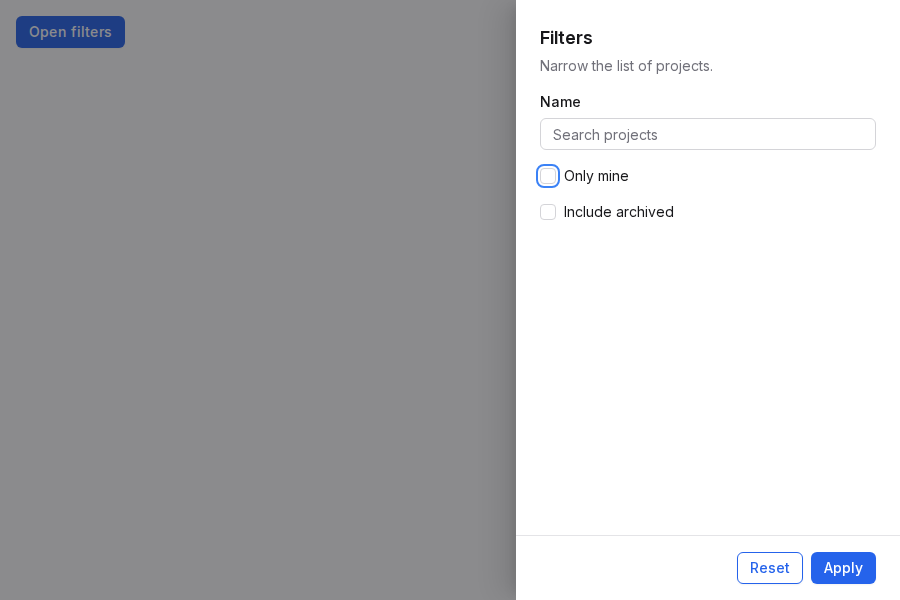 Open filters
Filters
Narrow the list of projects.
Name
Search projects
Only mine
Include archived
Reset
Apply